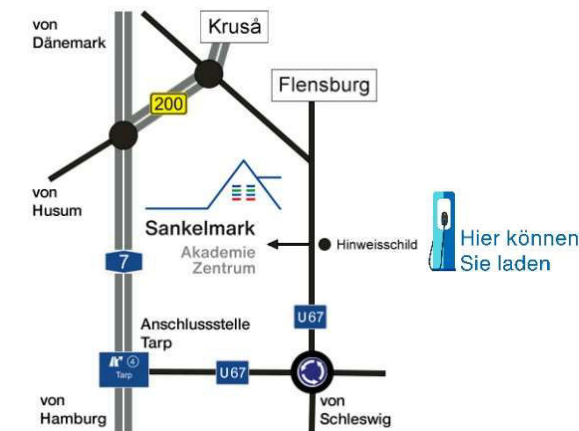 von
Dänemark
Kruså
Flensburg
200
von
Husum
Sankelmark
Akademie
Zentrum
Hinweisschild
Hier können
Sie laden
7
U67
Anschlussstelle
Tarp
4
Tarp
U67
von
Hamburg
von
Schleswig